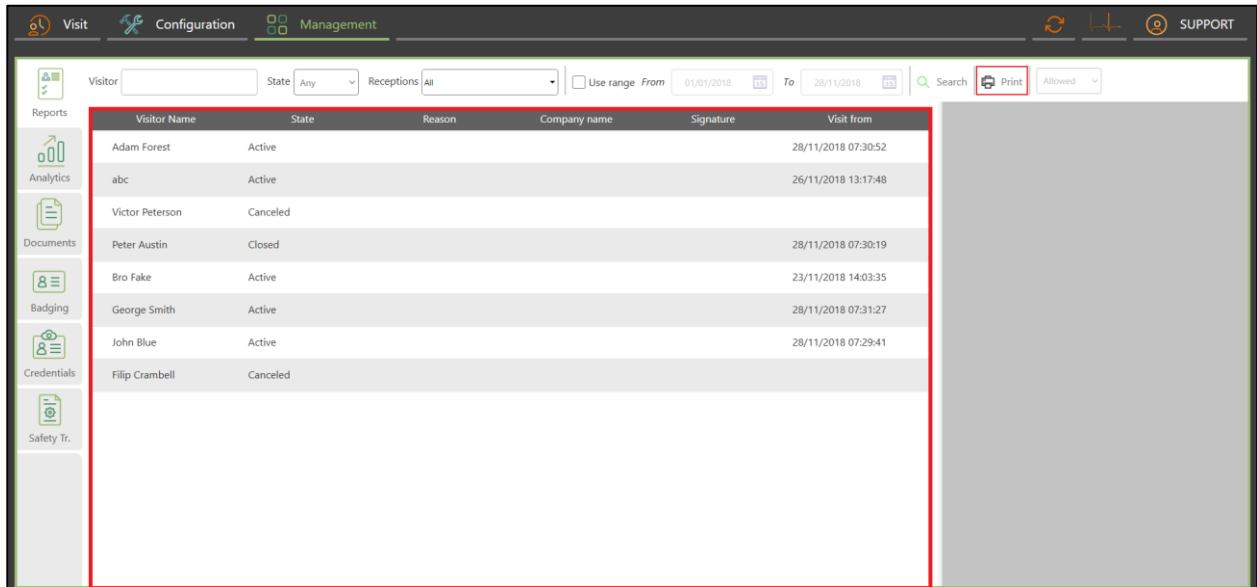 Visit Configuration Management SUPPORT
Visitor State Any Receptions All Use range From 01/01/2018 15 To 28/11/2018 15 Search Print Allowed
Reports
Analytics
Documents
Badging
Credentials
Safety Tr.
Visitor Name State Reason Company name Signature Visit from
Adam Forest Active 28/11/2018 07:30:52
abc Active 26/11/2018 13:17:48
Victor Peterson Canceled
Peter Austin Closed 28/11/2018 07:30:19
Bro Fake Active 23/11/2018 14:03:35
George Smith Active 28/11/2018 07:31:27
John Blue Active 28/11/2018 07:29:41
Filip Crambell Canceled